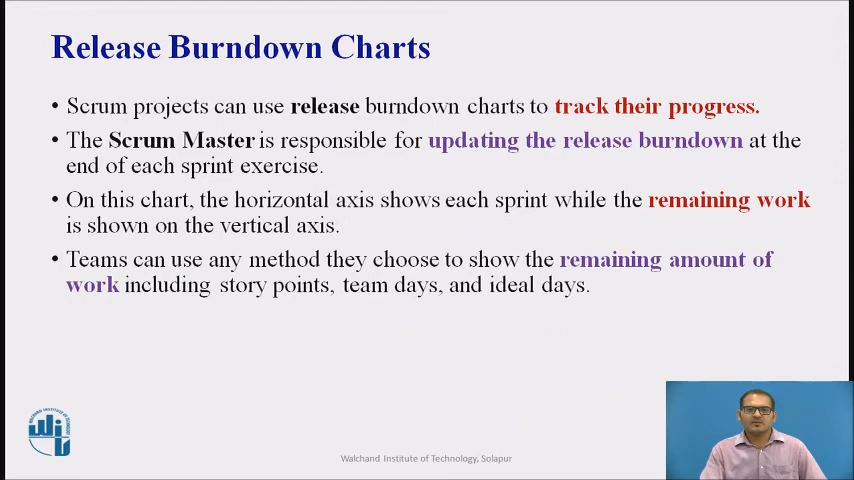 Release Burndown Charts
• Scrum projects can use release burndown charts to track their progress.
• The Scrum Master is responsible for updating the release burndown at the
end of each sprint exercise.
• On this chart, the horizontal axis shows each sprint while the remaining work
is shown on the vertical axis.
• Teams can use any method they choose to show the remaining amount of
work including story points, team days, and ideal days.
Walchand Institute of Technology, Solapur